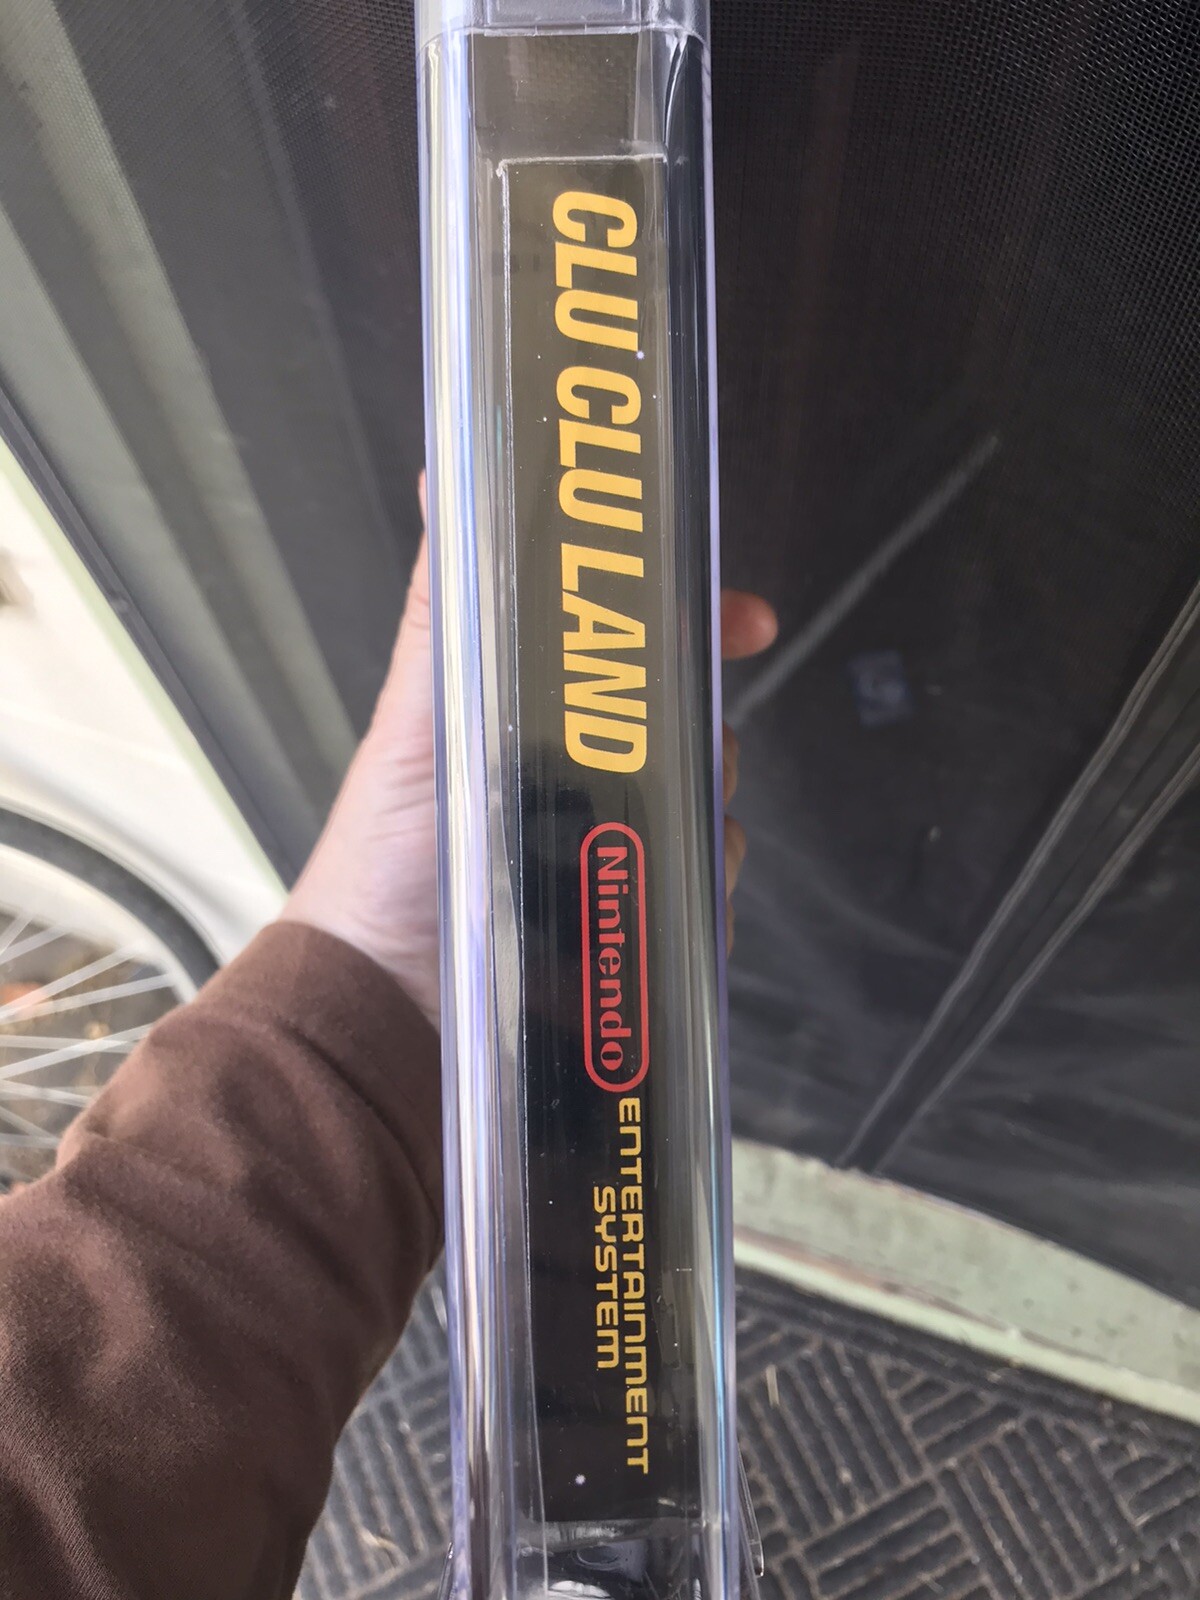 CLU CLU LAND
Nintendo
ENTERTAINMENT
SYSTEM